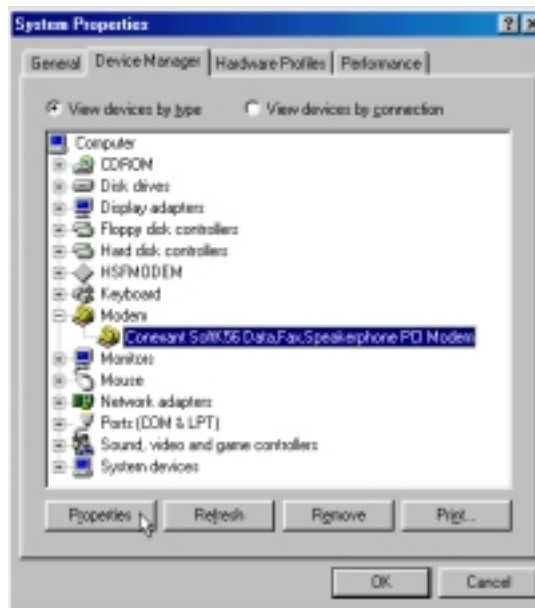 System Properties
General Device Manager Hardware Profiles Performance
View devices by type View devices by connection
Computer
CDROM
Disk drives
Display adapters
Floppy disk controllers
Hard disk controllers
HSFMODEM
Keyboard
Modem
Conexant SoftK56 Data,Fax,Speakerphone PCI Modem
Monitors
Mouse
Network adapters
Ports (COM & LPT)
Sound, video and game controllers
System devices
Properties Refresh Remove Print...
OK Cancel